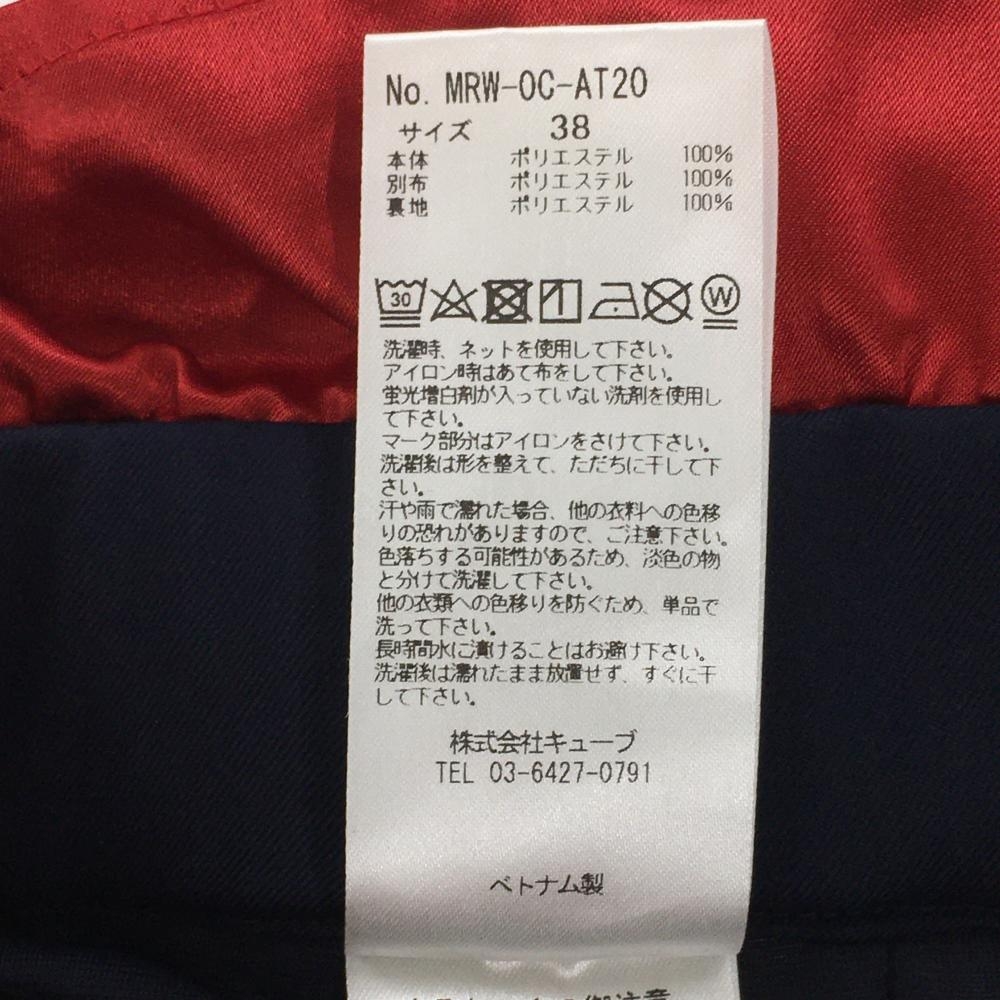 No. MRW-OC-AT20
サイズ 38
本体 ポリエステル 100%
別布 ポリエステル 100%
裏地 ポリエステル 100%
30 W
洗濯時、ネットを使用して下さい。
アイロン時はあて布をして下さい。
蛍光増白剤が入っていない洗剤を使用し
て下さい。
マーク部分はアイロンをさけて下さい。
洗濯後は形を整えて、ただちに干して下
さい。
汗や雨で濡れた場合、他の衣料への色移
りの恐れがありますので、ご注意下さい。
色落ちする可能性があるため、淡色の物
と分けて洗濯して下さい。
他の衣類への色移りを防ぐため、単品で
洗って下さい。
長時間水に漬けることはお避け下さい。
洗濯後は濡れたまま放置せず、すぐに干
して下さい。
株式会社キューブ
TEL 03-6427-0791
ベトナム製